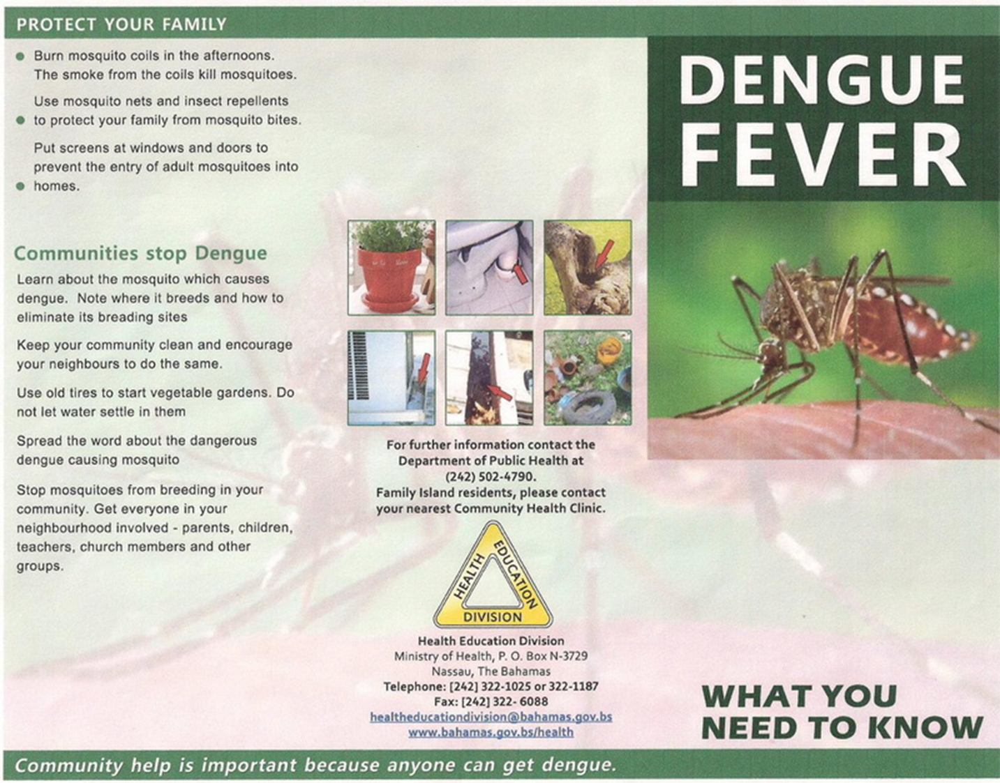 PROTECT YOUR FAMILY
● Burn mosquito coils in the afternoons.
The smoke from the coils kill mosquitoes.
Use mosquito nets and insect repellents
● to protect your family from mosquito bites.
Put screens at windows and doors to
prevent the entry of adult mosquitoes into
● homes.
Communities stop Dengue
Learn about the mosquito which causes
dengue. Note where it breeds and how to
eliminate its breading sites
Keep your community clean and encourage
your neighbours to do the same.
Use old tires to start vegetable gardens. Do
not let water settle in them
Spread the word about the dangerous
dengue causing mosquito
Stop mosquitoes from breeding in your
community. Get everyone in your
neighbourhood involved - parents, children,
teachers, church members and other
groups.
For further information contact the
Department of Public Health at
(242) 502-4790.
Family Island residents, please contact
your nearest Community Health Clinic.
HEALTH
EDUCATION
DIVISION
Health Education Division
Ministry of Health, P. O. Box N-3729
Nassau, The Bahamas
Telephone: [242] 322-1025 or 322-1187
Fax: [242] 322- 6088
healtheducationdivision@bahamas.gov.bs
www.bahamas.gov.bs/health
DENGUE
FEVER
WHAT YOU
NEED TO KNOW
Community help is important because anyone can get dengue.